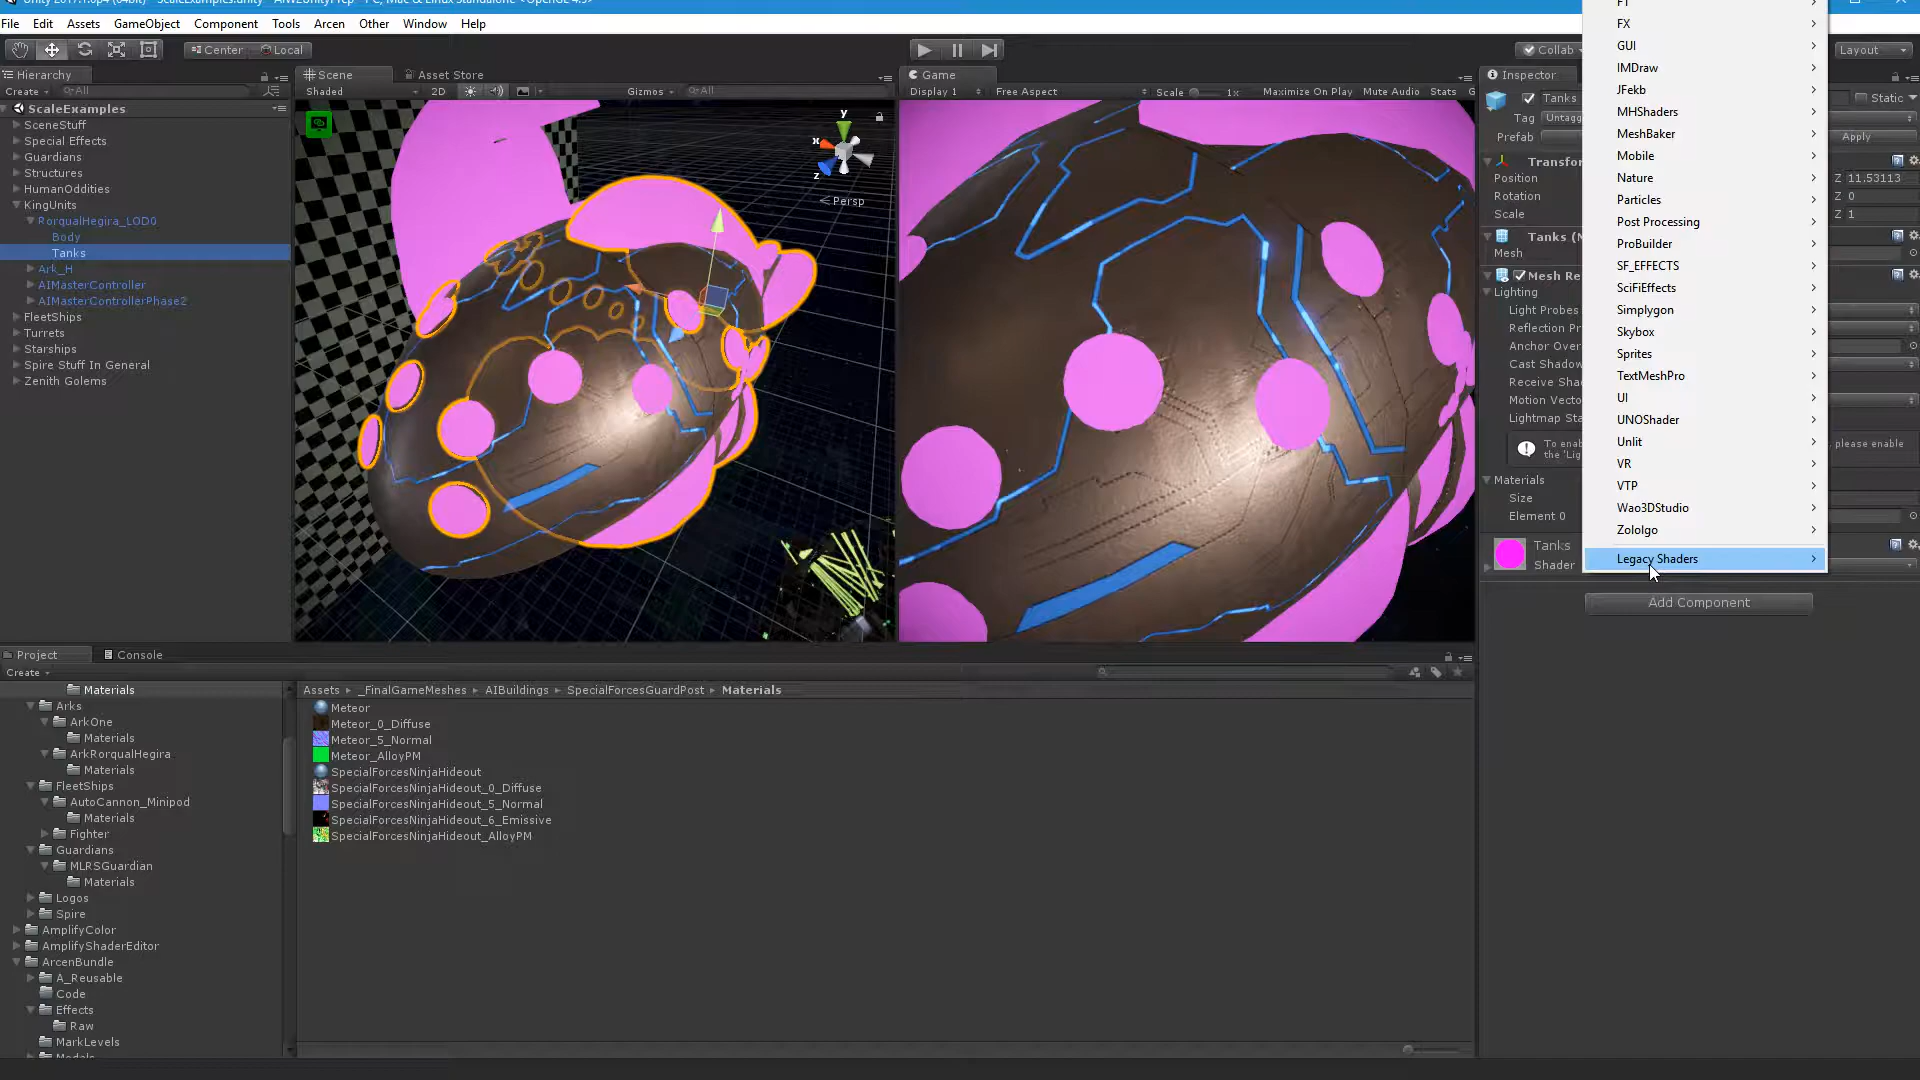 File Edit Assets GameObject Component Tools Arcen Other Window Help
Center Local
Collab
Layout
Hierarchy
Create All
ScaleExamples
SceneStuff
Special Effects
Guardians
Structures
HumanOddities
KingUnits
RorqualHegira_LOD0
Body
Tanks
Ark_H
AIMasterController
AIMasterControllerPhase2
FleetShips
Turrets
Starships
Spire Stuff In General
Zenith Golems
Scene Asset Store
Shaded 2D Gizmos All
y
x
z
Persp
Game
Display 1 Free Aspect Scale 1x Maximize On Play Mute Audio Stats G
FX
GUI
IMDraw
JFekb
MHShaders
MeshBaker
Mobile
Nature
Particles
Post Processing
ProBuilder
SF_EFFECTS
SciFiEffects
Simplygon
Skybox
Sprites
TextMeshPro
UI
UNOShader
Unlit
VR
VTP
Wao3DStudio
Zololgo
Legacy Shaders
Inspector
Tanks Static
Tag Untagg
Prefab Apply
Transfor
Position Z 11.53113
Rotation Z 0
Scale Z 1
Tanks (M
Mesh
Mesh Re
Lighting
Light Probes
Reflection Pr
Anchor Over
Cast Shadow
Receive Sha
Motion Vecto
Lightmap Sta
To enab please enable
the 'Lig
Materials
Size
Element 0
Tanks
Shader
Add Component
Project Console
Create
Materials
Arks
ArkOne
Materials
ArkRorqualHegira
Materials
FleetShips
AutoCannon_Minipod
Materials
Fighter
Guardians
MLRSGuardian
Materials
Logos
Spire
AmplifyColor
AmplifyShaderEditor
ArcenBundle
A_Reusable
Code
Effects
Raw
MarkLevels
Assets _FinalGameMeshes AIBuildings SpecialForcesGuardPost Materials
Meteor
Meteor_0_Diffuse
Meteor_5_Normal
Meteor_AlloyPM
SpecialForcesNinjaHideout
SpecialForcesNinjaHideout_0_Diffuse
SpecialForcesNinjaHideout_5_Normal
SpecialForcesNinjaHideout_6_Emissive
SpecialForcesNinjaHideout_AlloyPM